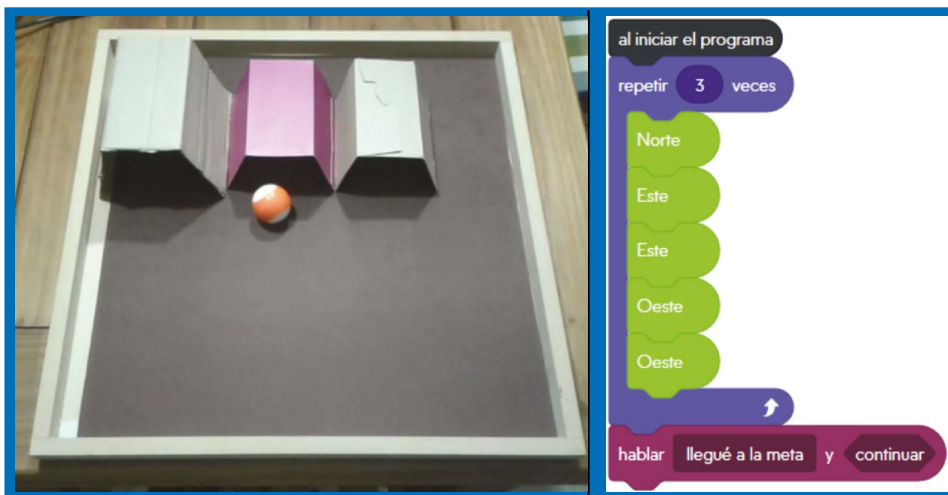 al iniciar el programa
repetir 3 veces
Norte
Este
Este
Oeste
Oeste
hablar llegué a la meta y continuar